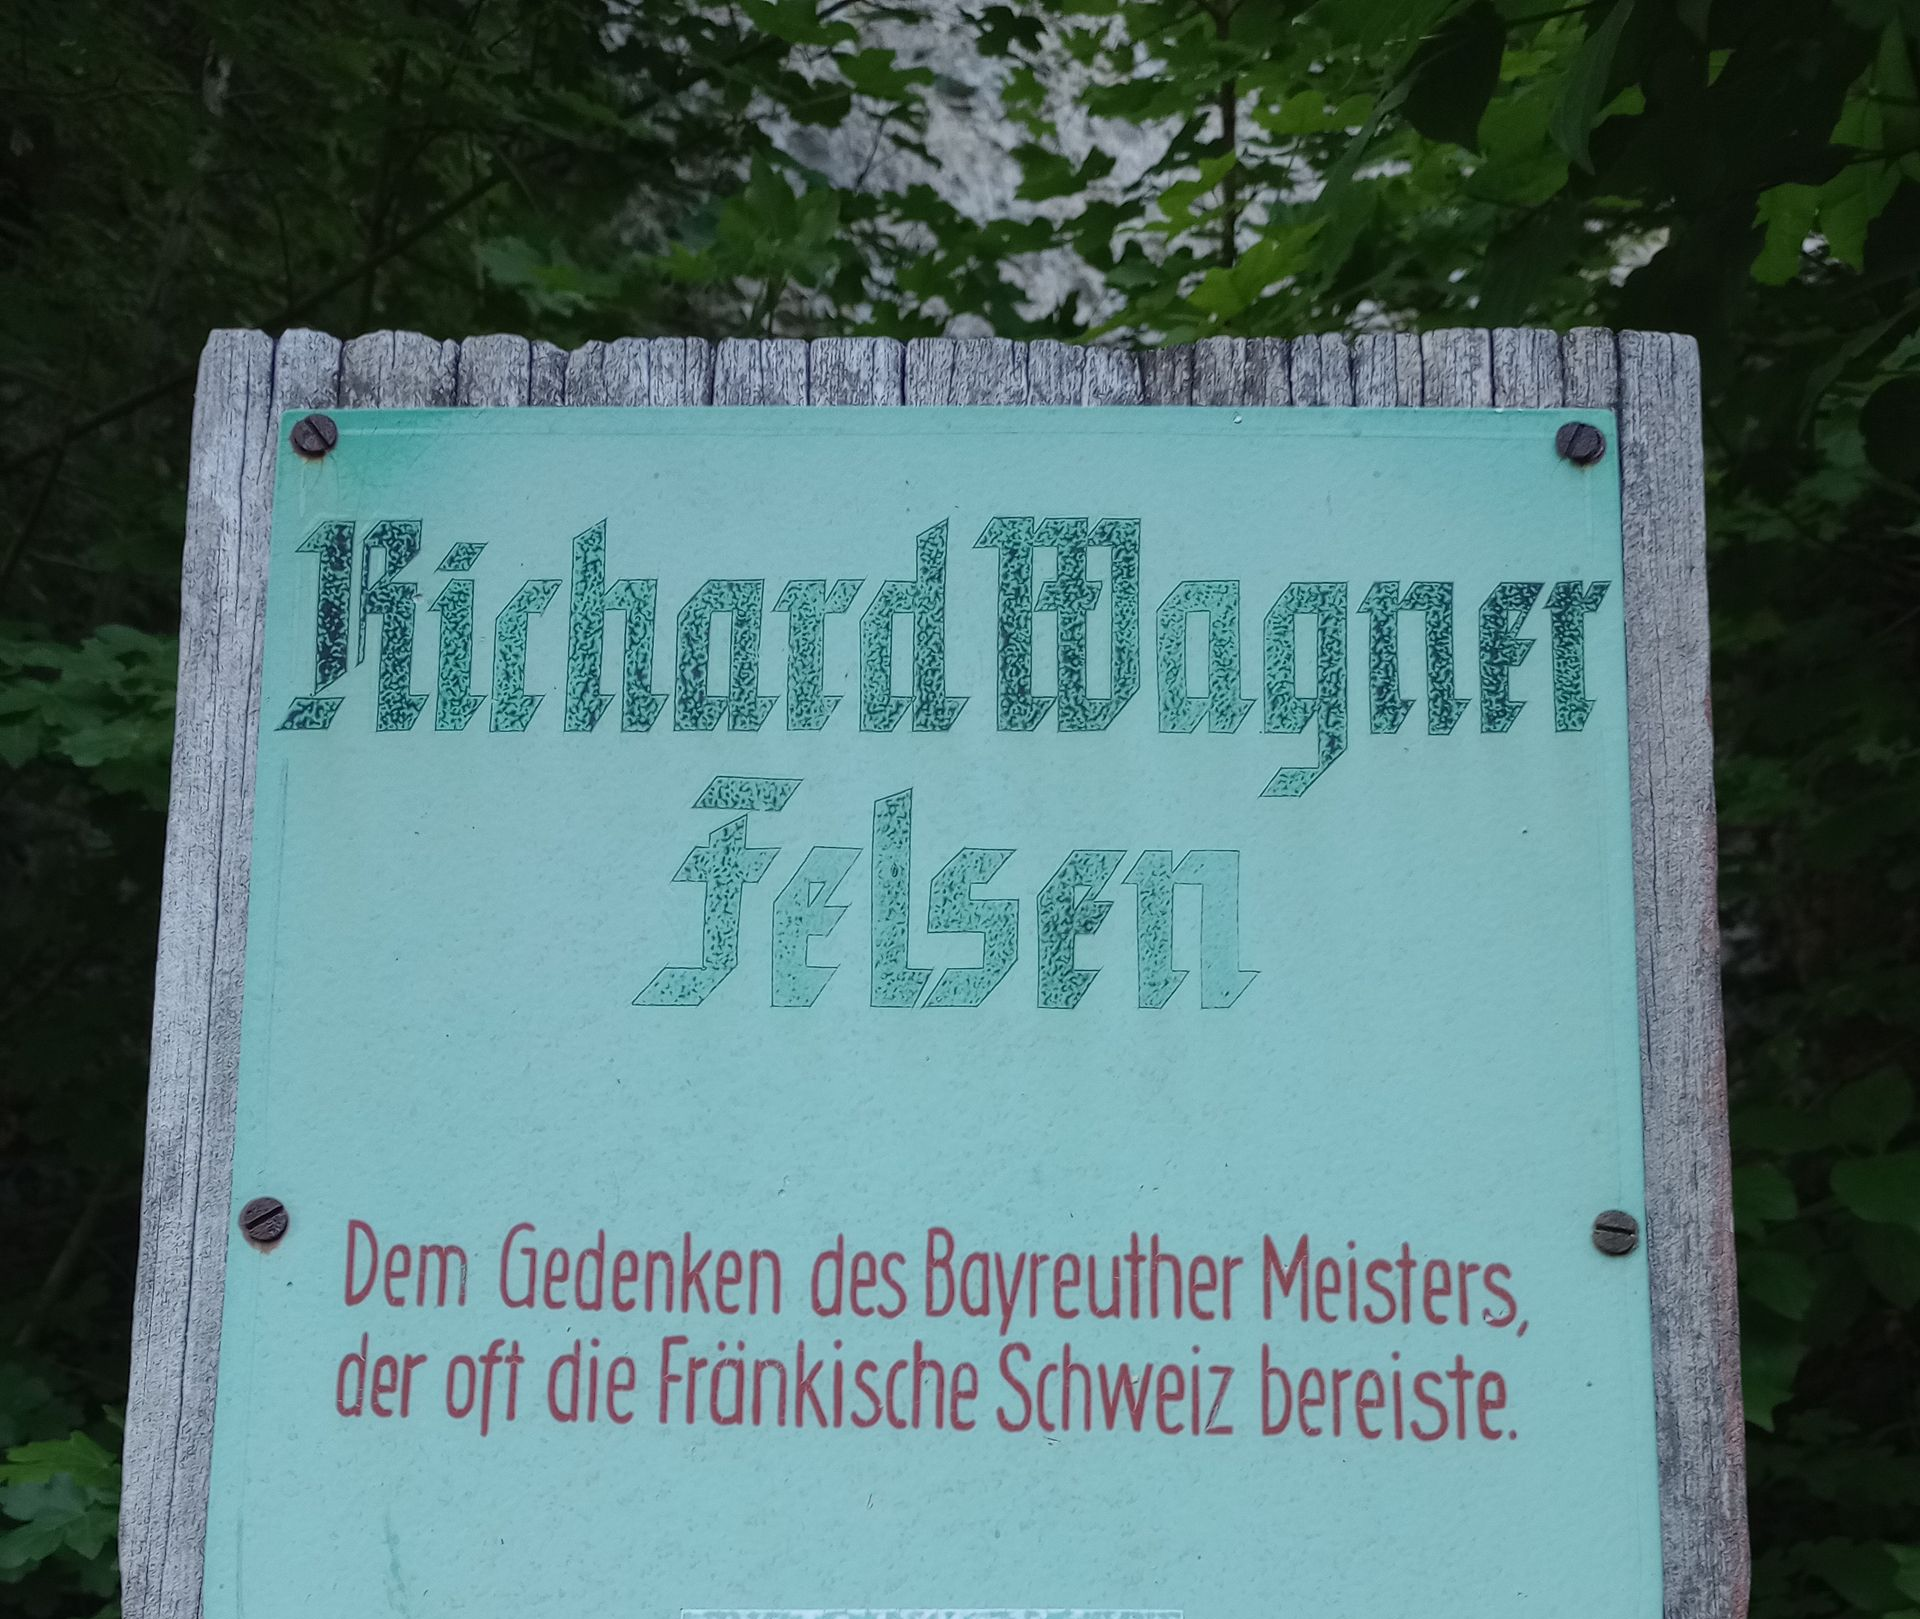 Richard Wagner
Felsen
Dem Gedenken des Bayreuther Meisters,
der oft die Fränkische Schweiz bereiste.